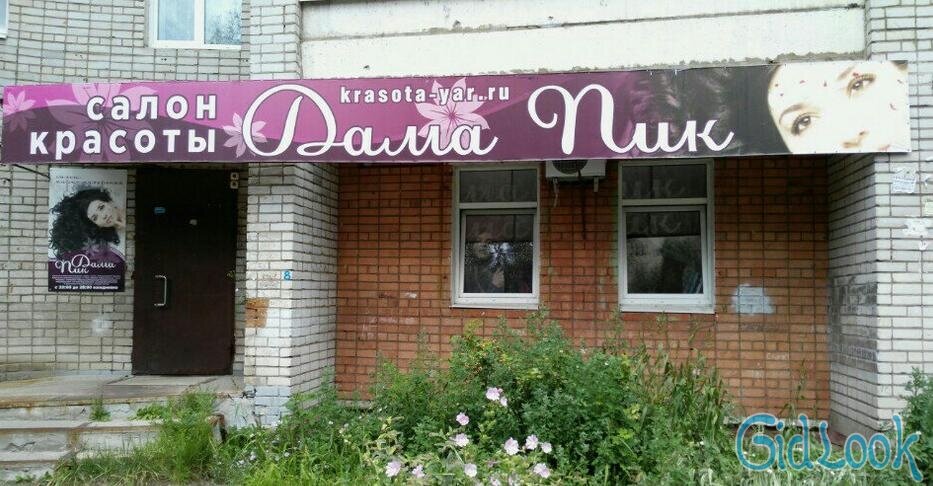 салон
красоты
krasota-yar.ru
Дама Пик
Дама
Пик
8
GidLook